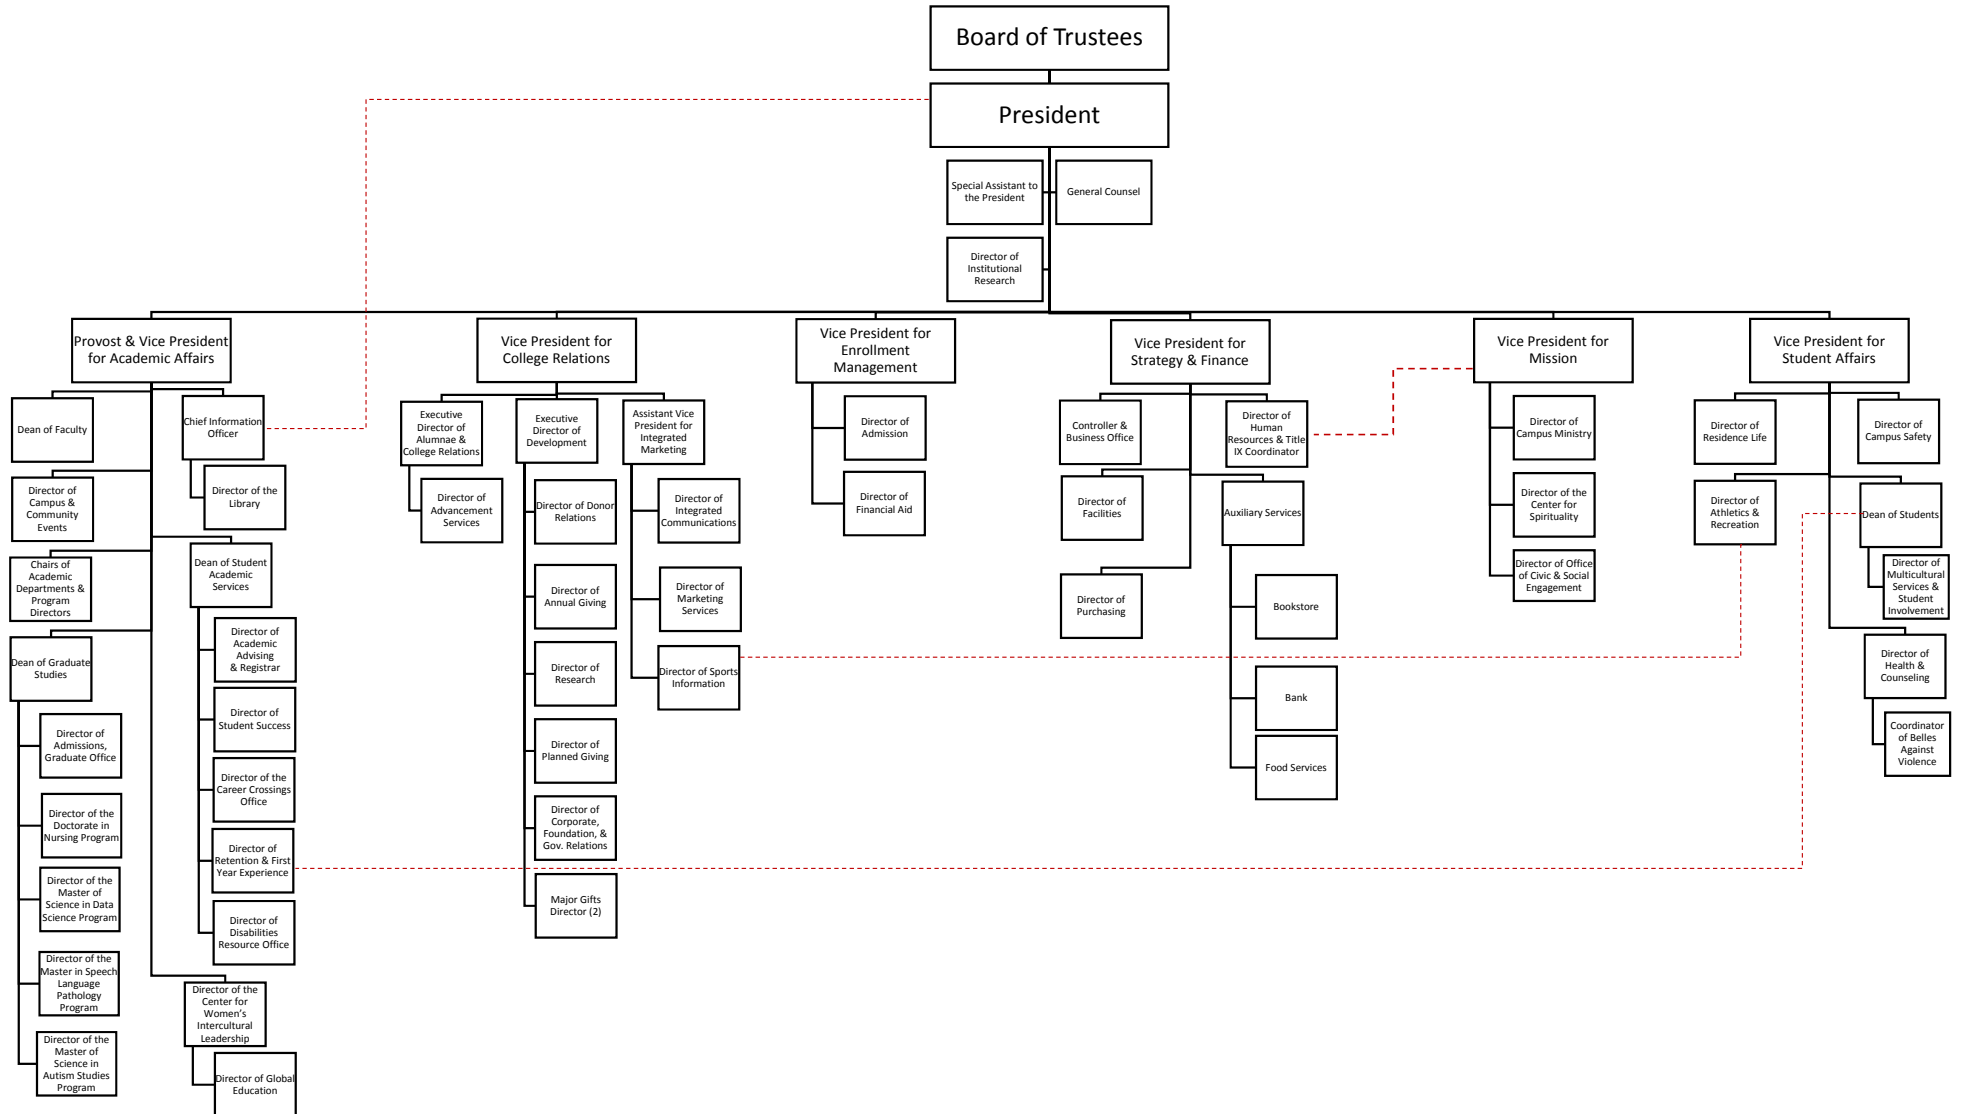 Board of Trustees
President
Special Assistant to
the President
General Counsel
Director of
Institutional
Research
Provost & Vice President
for Academic Affairs
Dean of Faculty
Chief Information
Officer
Director of the
Library
Director of
Campus &
Community
Events
Chairs of
Academic
Departments &
Program
Directors
Dean of Student
Academic
Services
Director of
Academic
Advising
& Registrar
Director of
Student Success
Director of the
Career Crossings
Office
Director of
Retention & First
Year Experience
Director of
Disabilities
Resource Office
Dean of Graduate
Studies
Director of
Admissions,
Graduate Office
Director of the
Doctorate in
Nursing Program
Director of the
Master of
Science in Data
Science Program
Director of the
Master in Speech
Language
Pathology
Program
Director of the
Master of
Science in
Autism Studies
Program
Director of the
Center for
Women's
Intercultural
Leadership
Director of Global
Education
Vice President for
College Relations
Executive
Director of
Alumnae &
College Relations
Director of
Advancement
Services
Executive
Director of
Development
Director of Donor
Relations
Director of
Annual Giving
Director of
Research
Director of
Planned Giving
Director of
Corporate,
Foundation, &
Gov. Relations
Major Gifts
Director (2)
Assistant Vice
President for
Integrated
Marketing
Director of
Integrated
Communications
Director of
Marketing
Services
Director of Sports
Information
Vice President for
Enrollment
Management
Director of
Admission
Director of
Financial Aid
Vice President for
Strategy & Finance
Controller &
Business Office
Director of
Human
Resources & Title
IX Coordinator
Director of
Facilities
Auxiliary Services
Director of
Purchasing
Bookstore
Bank
Food Services
Vice President for
Mission
Director of
Campus Ministry
Director of the
Center for
Spirituality
Director of Office
of Civic & Social
Engagement
Vice President for
Student Affairs
Director of
Residence Life
Director of
Campus Safety
Director of
Athletics &
Recreation
Dean of Students
Director of
Multicultural
Services &
Student
Involvement
Director of
Health &
Counseling
Coordinator
of Belles
Against
Violence